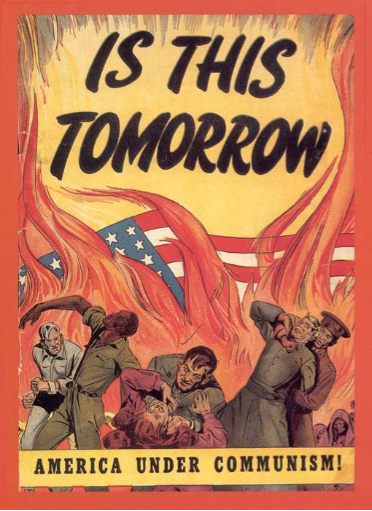 IS THIS
TOMORROW
AMERICA UNDER COMMUNISM!